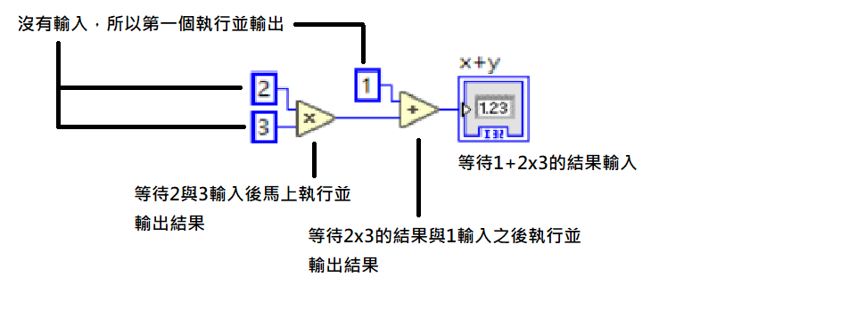 沒有輸入，所以第一個執行並輸出
x+y
2
1
3
x
+
1.23
I32
等待1+2x3的結果輸入
等待2與3輸入後馬上執行並
輸出結果
等待2x3的結果與1輸入之後執行並
輸出結果